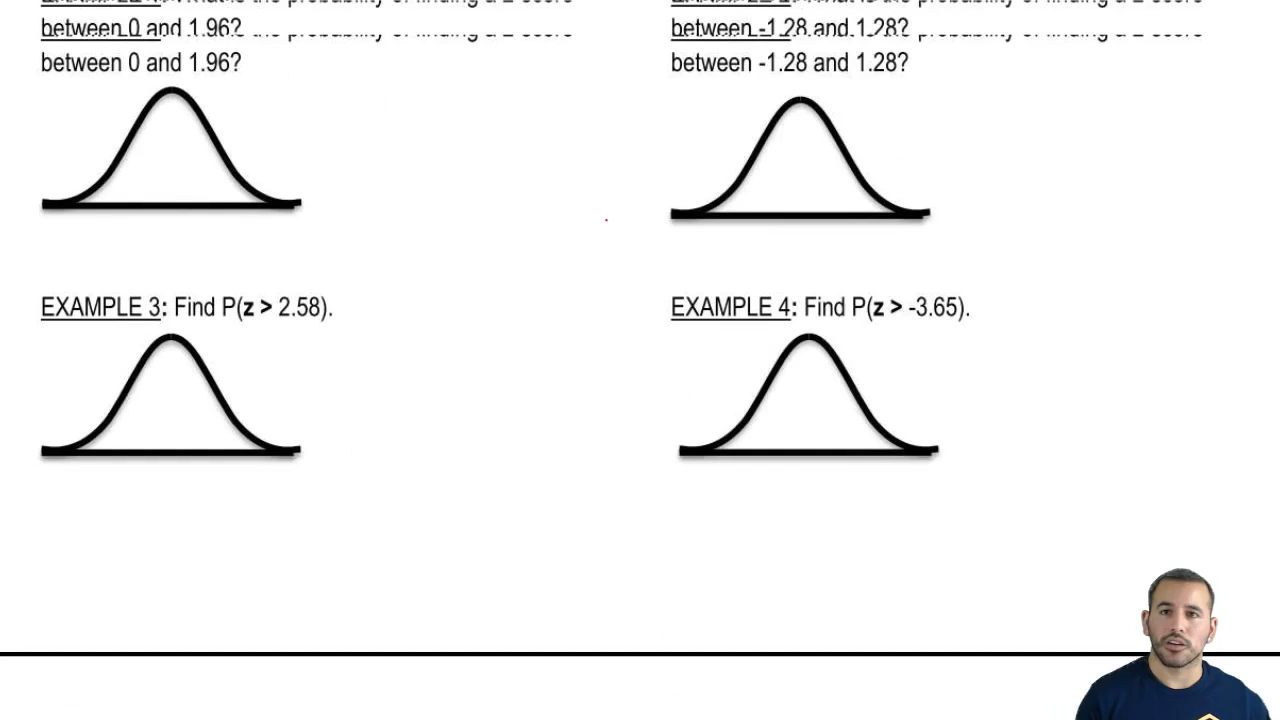 between 0 and 1.96?
between -1.28 and 1.28?
between 0 and 1.96?
between -1.28 and 1.28?
EXAMPLE 3: Find P(z > 2.58).
EXAMPLE 4: Find P(z > -3.65).